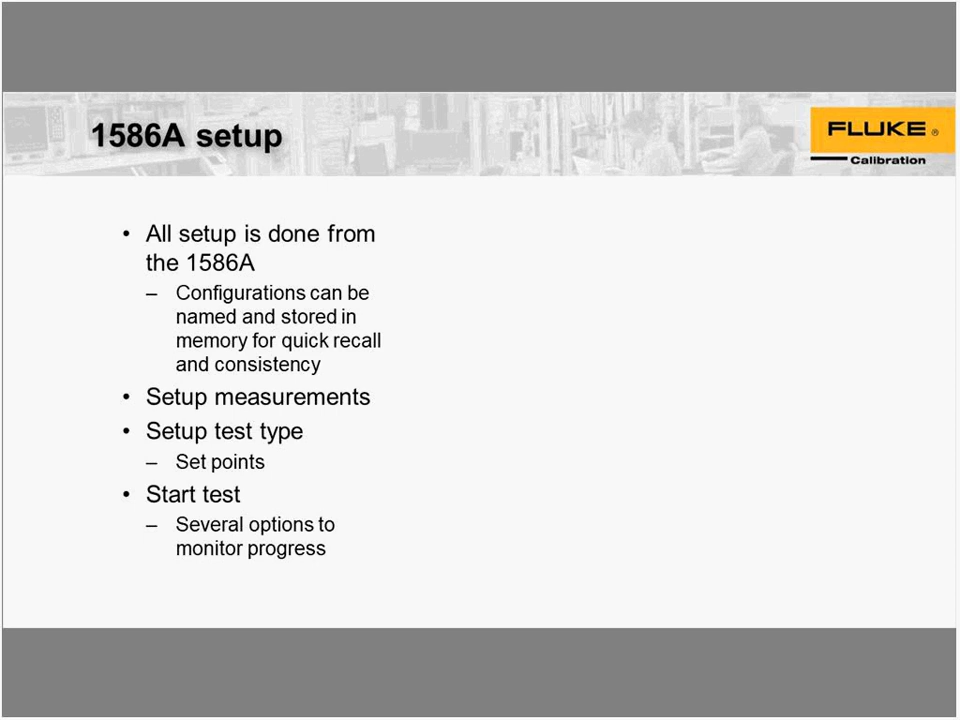 1586A setup
FLUKE®
Calibration
• All setup is done from
the 1586A
– Configurations can be
named and stored in
memory for quick recall
and consistency
• Setup measurements
• Setup test type
– Set points
• Start test
– Several options to
monitor progress